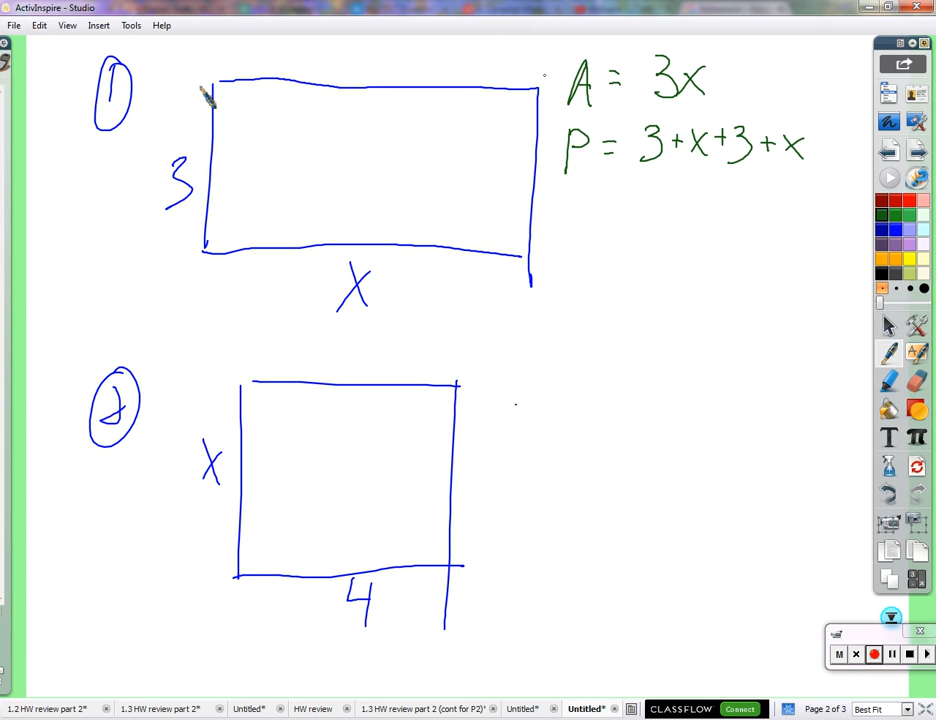 ActivInspire - Studio
File Edit View Insert Tools Help
1
A = 3x
P = 3+x+3+x
3
x
2
x
4
T π
M
1.2 HW review part 2*
1.3 HW review part 2*
Untitled*
HW review
1.3 HW review part 2 (cont for P2)*
Untitled*
Untitled*
CLASSFLOW Connect
Page 2 of 3
Best Fit